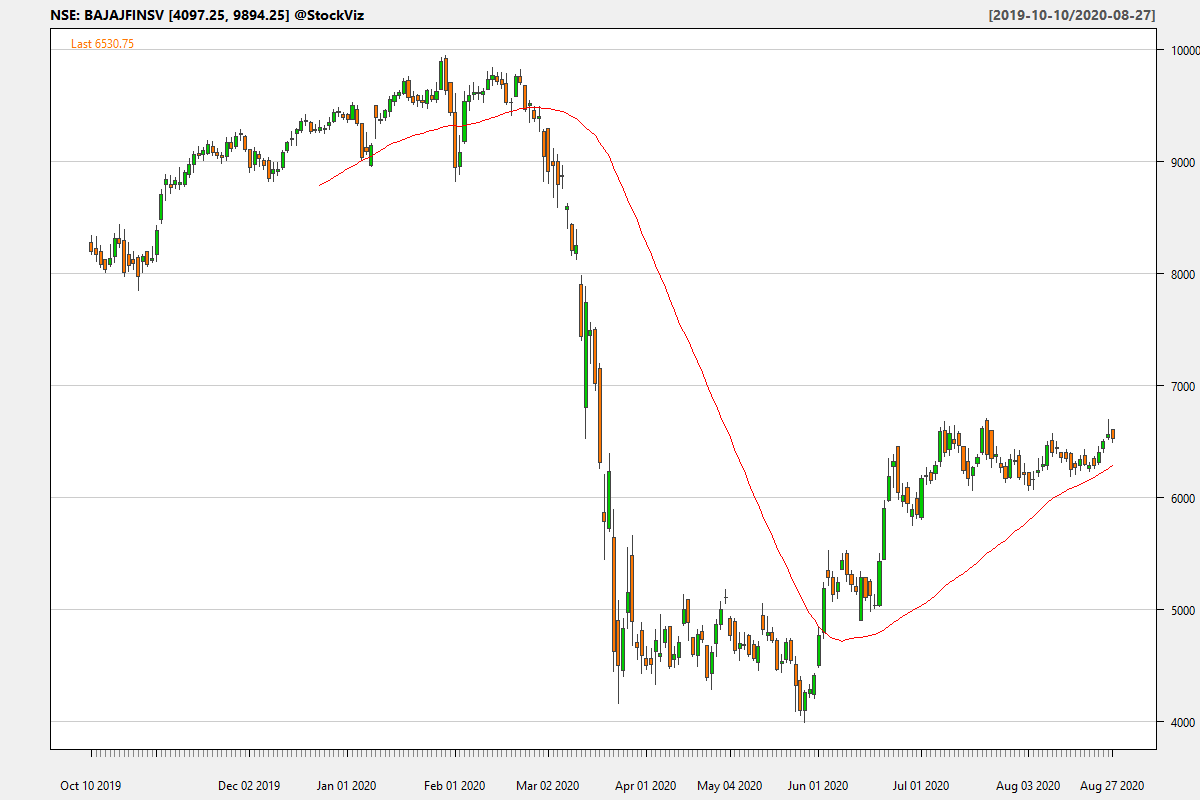 NSE: BAJAJFINSV [4097.25, 9894.25] @StockViz
[2019-10-10/2020-08-27]
Last 6530.75
10000
9000
8000
7000
6000
5000
4000
Oct 10 2019
Dec 02 2019
Jan 01 2020
Feb 01 2020
Mar 02 2020
Apr 01 2020
May 04 2020
Jun 01 2020
Jul 01 2020
Aug 03 2020
Aug 27 2020